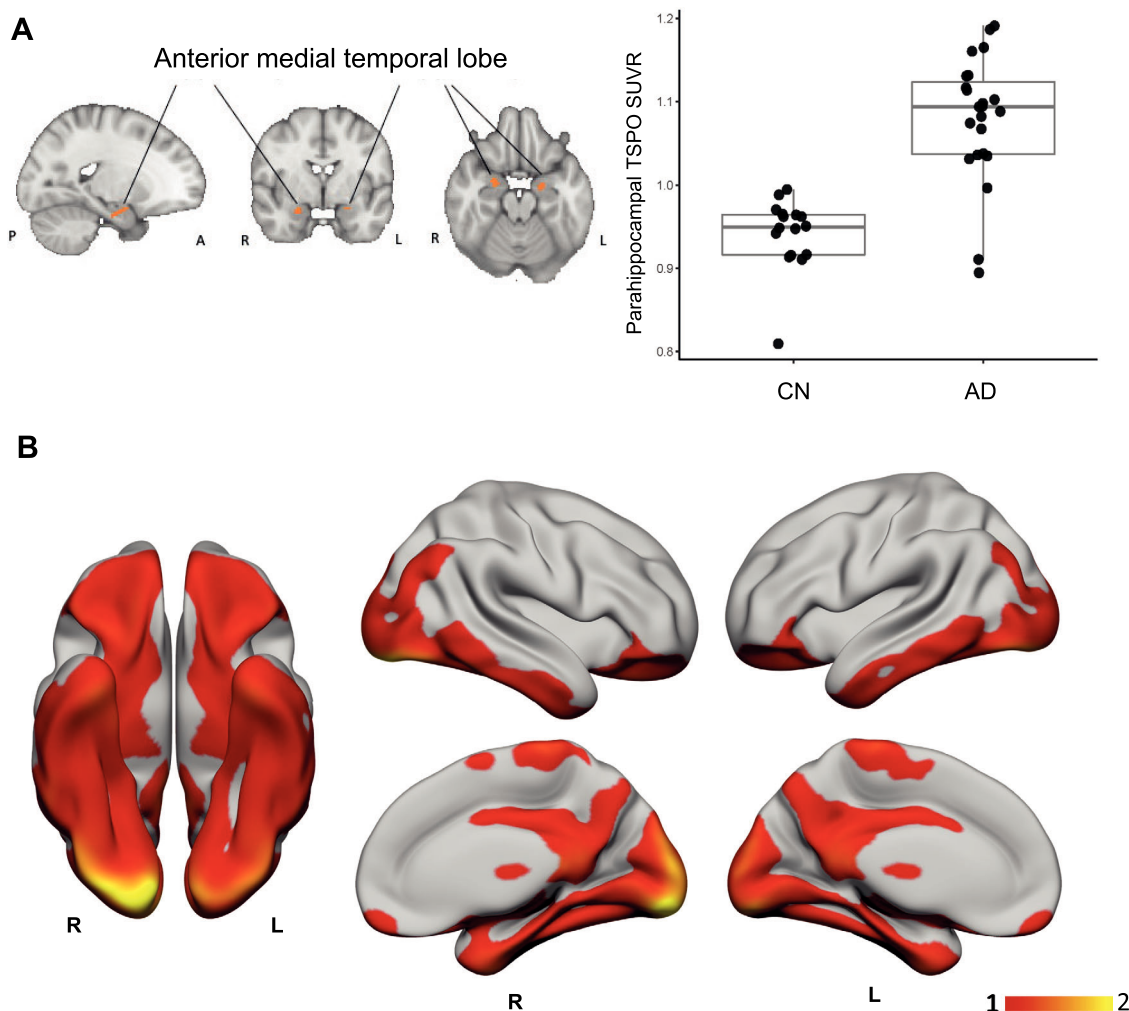 A
Anterior medial temporal lobe
P
A
R
L
R
L
Parahippocampal TSPO SUVR
1.2
1.1
1.0
0.9
0.8
CN
AD
B
R
L
R
L
1
2